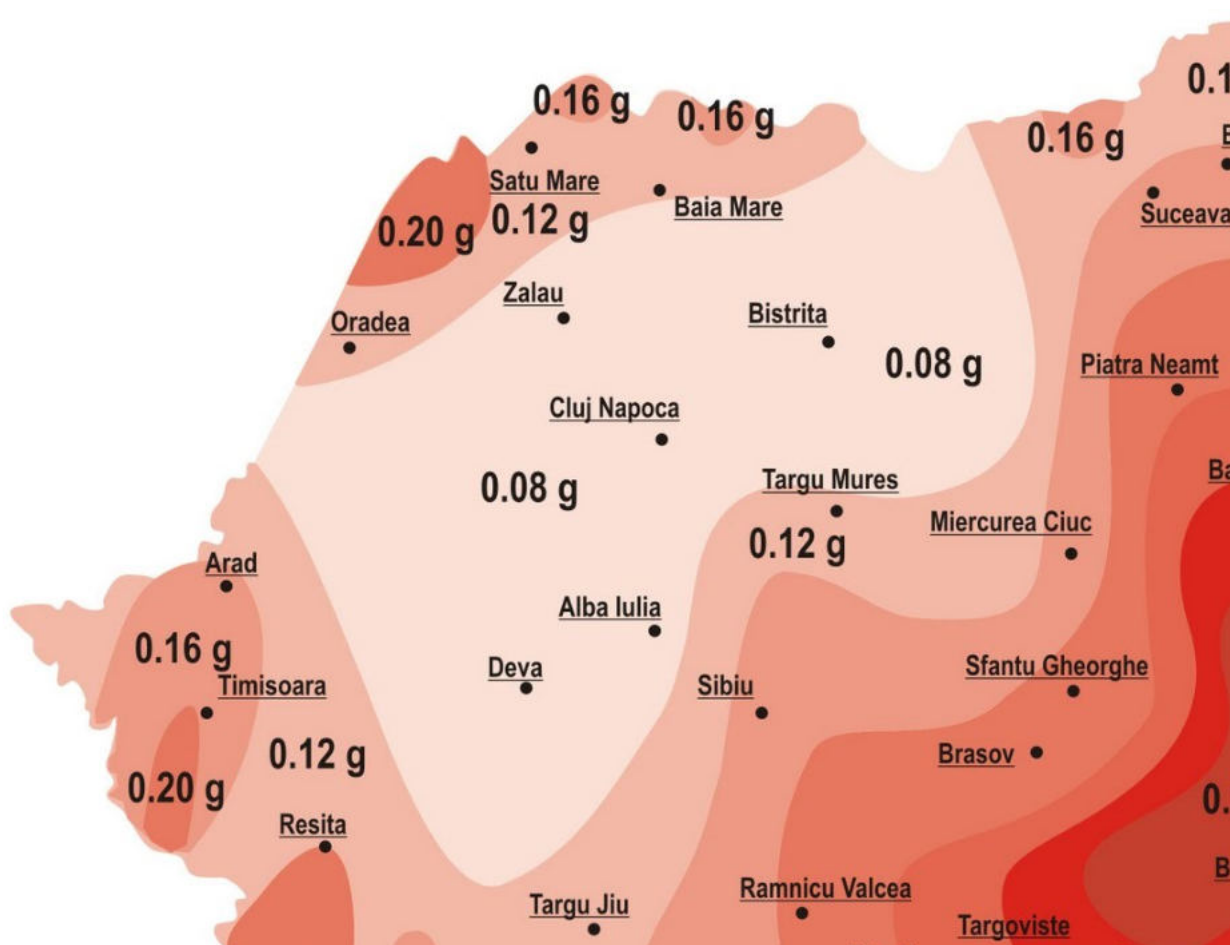 0.16 g
0.16 g
0.16 g
Satu Mare
0.12 g
Baia Mare
Suceava
0.20 g
Zalau
Oradea
Bistrita
0.08 g
Piatra Neamt
Cluj Napoca
0.08 g
Targu Mures
0.12 g
Miercurea Ciuc
Arad
Alba Iulia
0.16 g
Deva
Sibiu
Sfantu Gheorghe
Timisoara
0.12 g
Brasov
0.20 g
Resita
Targu Jiu
Ramnicu Valcea
Targoviste